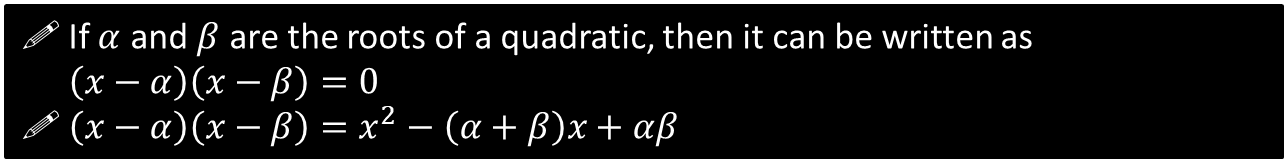 If α and β are the roots of a quadratic, then it can be written as
(x − α)(x − β) = 0
(x − α)(x − β) = x² − (α + β)x + αβ